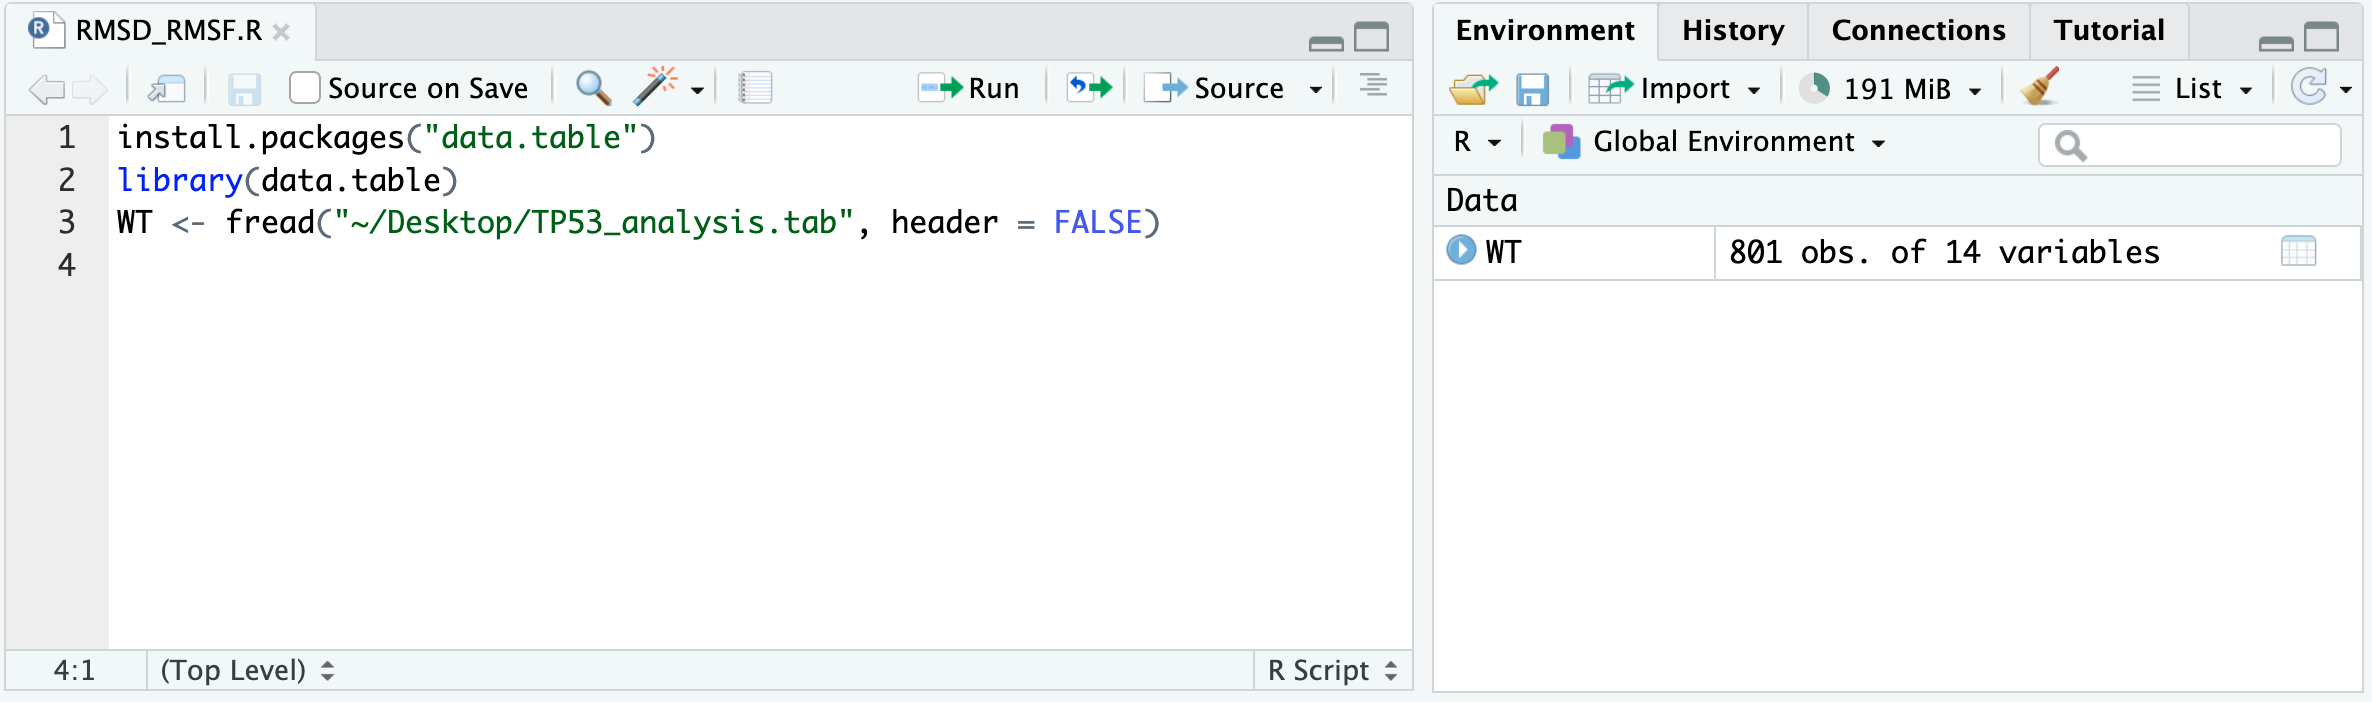 RMSD_RMSF.R
Source on Save
Run
Source
1 install.packages("data.table")
2 library(data.table)
3 WT <- fread("~/Desktop/TP53_analysis.tab", header = FALSE)
4
4:1 (Top Level) R Script
Environment History Connections Tutorial
Import 191 MiB List
R Global Environment
Data
WT 801 obs. of 14 variables